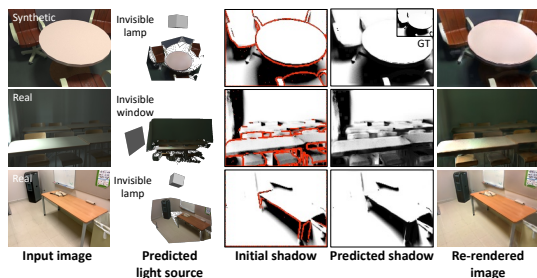 Synthetic
Invisible
lamp
GT
Real
Invisible
window
Real
Invisible
lamp
Input image
Predicted
light source
Initial shadow
Predicted shadow
Re-rendered
image